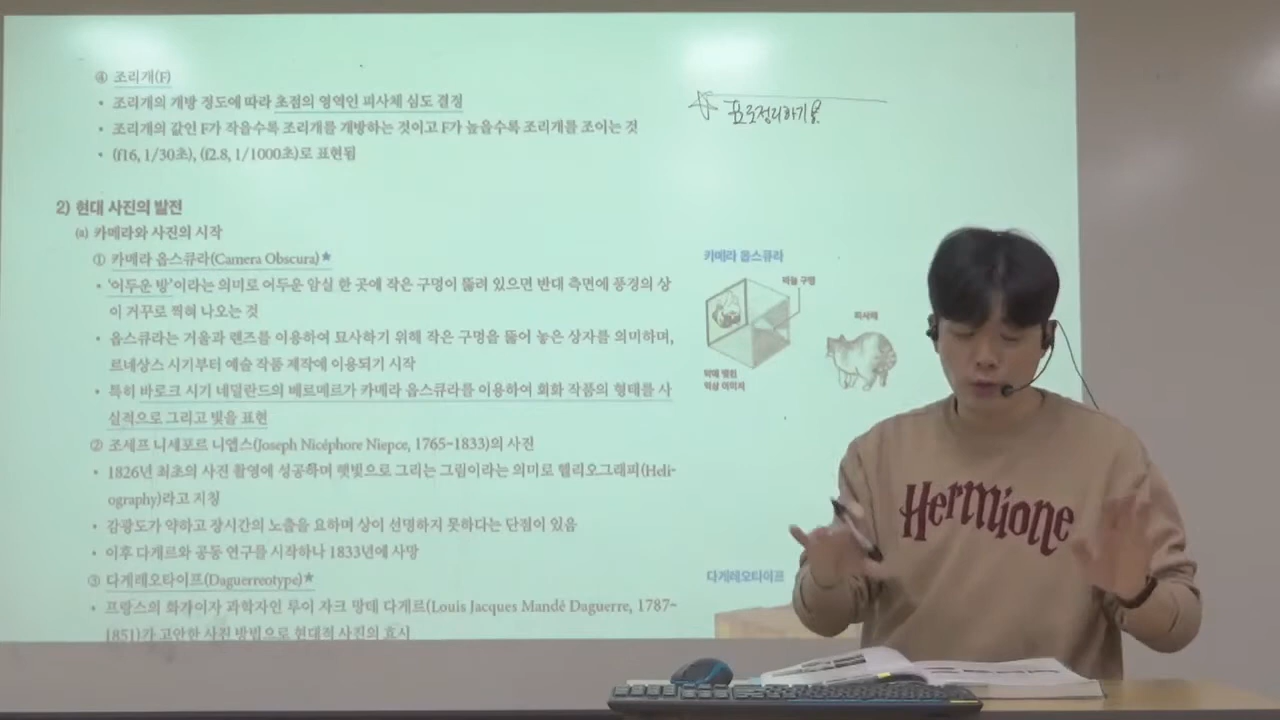 ④ 조리개(F)
• 조리개의 개방 정도에 따라 초점의 영역인 피사체 심도 결정
• 조리개의 값인 F가 작을수록 조리개를 개방하는 것이고 F가 높을수록 조리개를 조이는 것
• (f16, 1/30초), (f2.8, 1/1000초)로 표현됨
☆ 표로정리하기!
2) 현대 사진의 발전
(a) 카메라와 사진의 시작
① 카메라 옵스큐라(Camera Obscura)★
• '어두운 방'이라는 의미로 어두운 암실 한 곳에 작은 구멍이 뚫려 있으면 반대 측면에 풍경의 상
이 거꾸로 찍혀 나오는 것
• 옵스큐라는 거울과 렌즈를 이용하여 묘사하기 위해 작은 구멍을 뚫어 놓은 상자를 의미하며,
르네상스 시기부터 예술 작품 제작에 이용되기 시작
• 특히 바로크 시기 네덜란드의 베르메르가 카메라 옵스큐라를 이용하여 회화 작품의 형태를 사
실적으로 그리고 빛을 표현
② 조세프 니세포르 니엡스(Joseph Nicéphore Niepce, 1765~1833)의 사진
• 1826년 최초의 사진 촬영에 성공하며 햇빛으로 그리는 그림이라는 의미로 헬리오그래피(Heli-
ography)라고 지칭
• 감광도가 약하고 장시간의 노출을 요하며 상이 선명하지 못하다는 단점이 있음
• 이후 다게르와 공동 연구를 시작하나 1833년에 사망
③ 다게레오타이프(Daguerreotype)★
• 프랑스의 화가이자 과학자인 루이 자크 망데 다게르(Louis Jacques Mandé Daguerre, 1787~
1851)가 고안한 사진 방법으로 현대적 사진의 효시
카메라 옵스큐라
바늘 구멍
피사체
막에 맺힌
역상 이미지
다게레오타이프
Hermione